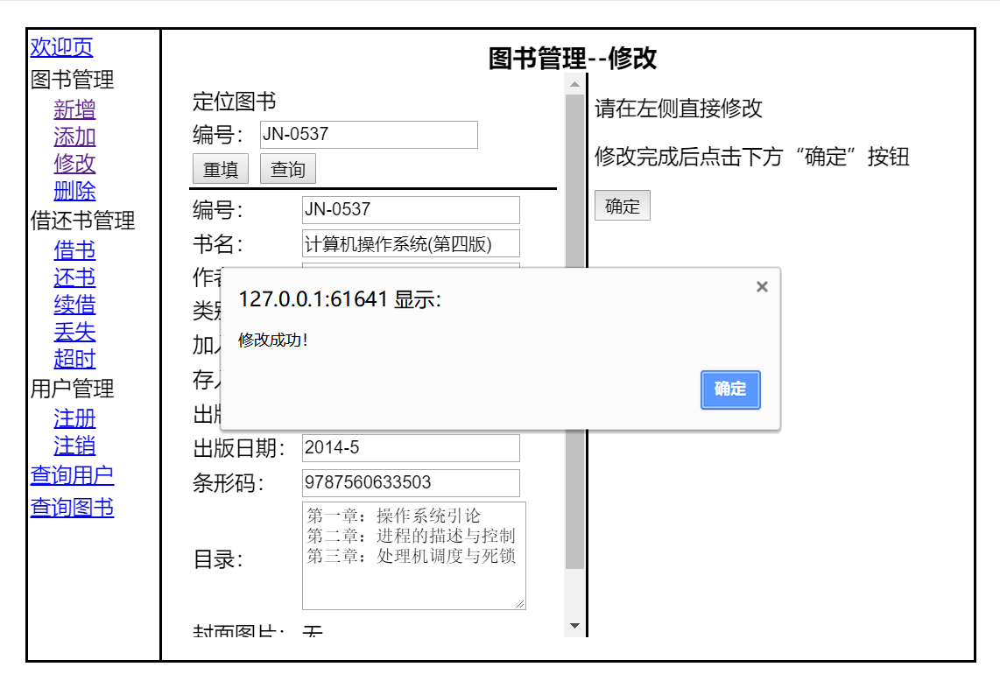 欢迎页
图书管理
新增
添加
修改
删除
借还书管理
借书
还书
续借
丢失
超时
用户管理
注册
注销
查询用户
查询图书
图书管理--修改
定位图书
编号： JN-0537
重填 查询
编号： JN-0537
书名： 计算机操作系统(第四版)
作
类
加
存
出
出版日期： 2014-5
条形码： 9787560633503
目录：
第一章：操作系统引论
第二章：进程的描述与控制
第三章：处理机调度与死锁
封面图片： 无
请在左侧直接修改
修改完成后点击下方“确定”按钮
确定
127.0.0.1:61641 显示:
修改成功！
确定